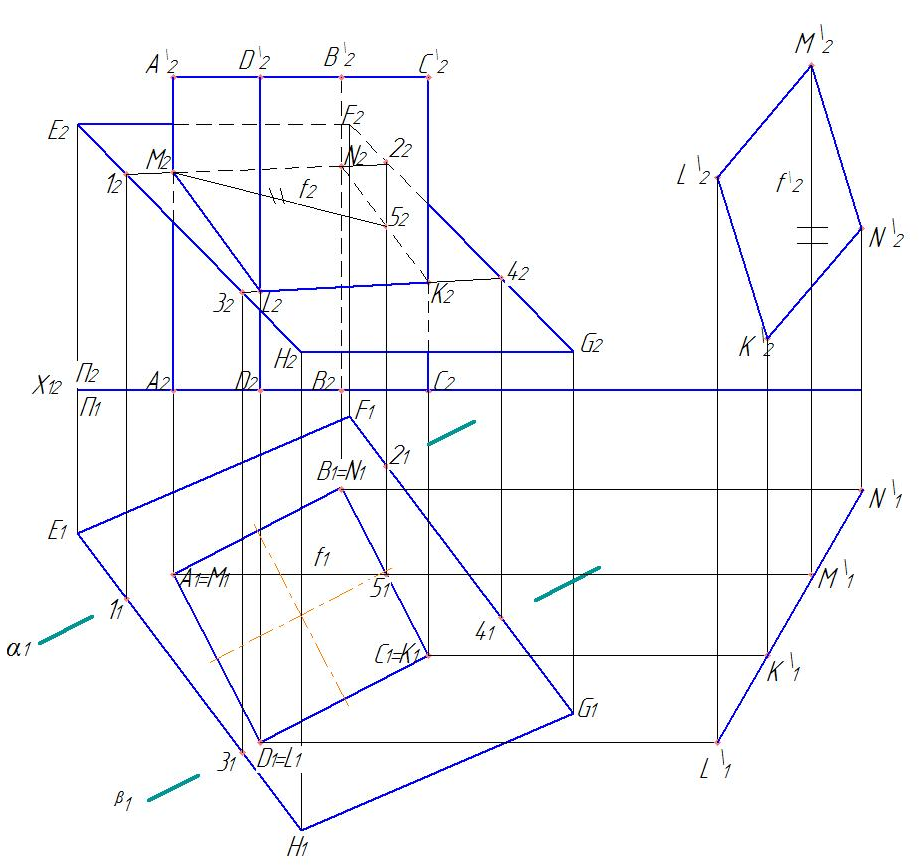 A'2 D'2 B'2 C'2 M'2
E2 F2
M2 N2 22
12 f2 L'2 f'2
52 N'2
32 L2 K2 42
H2 G2 K'2
X12 П2 A2 D2 B2 C2
П1
F1
B1=N1 21
N'1
E1
A1=M1 f1 51 M'1
11
α1 C1=K1 41 K'1
G1
31 D1=L1 L'1
β1
H1